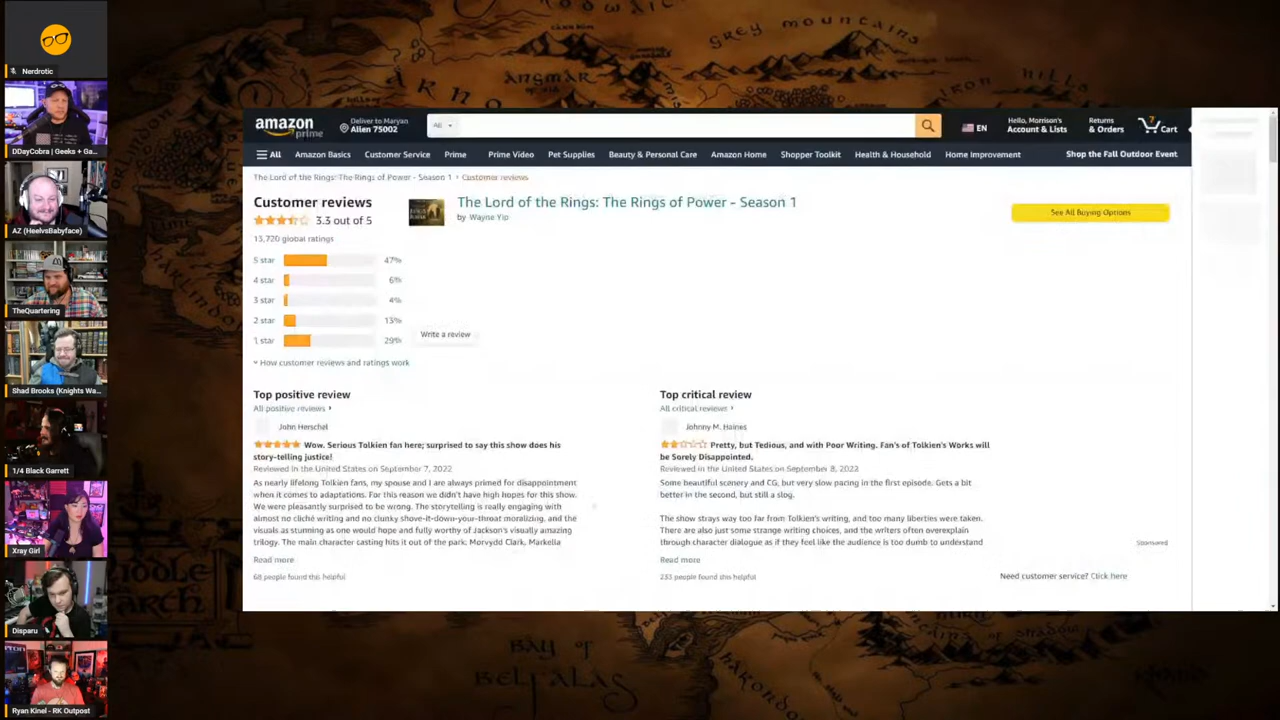 Nerdrotic
DDayCobra | Geeks + Ga...
AZ (HeelvsBabyface)
TheQuartering
Shad Brooks (Knights Wa...
1/4 Black Garrett
Xray Girl
Disparu
Ryan Kinel - RK Outpost
GREY MOUNTAINS
ANGMAR
amazon
prime
Deliver to Maryan
Allen 75002
All
EN
Hello, Morrison's
Account & Lists
Returns
& Orders
7
Cart
All
Amazon Basics
Customer Service
Prime
Prime Video
Pet Supplies
Beauty & Personal Care
Amazon Home
Shopper Toolkit
Health & Household
Home Improvement
Shop the Fall Outdoor Event
The Lord of the Rings: The Rings of Power - Season 1 › Customer reviews
Customer reviews
3.3 out of 5
13,720 global ratings
5 star 47%
4 star 6%
3 star 4%
2 star 13%
1 star 29%
How customer reviews and ratings work
The Lord of the Rings: The Rings of Power - Season 1
by Wayne Yip
See All Buying Options
Write a review
Top positive review
All positive reviews ›
John Herschel
Wow. Serious Tolkien fan here; surprised to say this show does his
story-telling justice!
Reviewed in the United States on September 7, 2022
As nearly lifelong Tolkien fans, my spouse and I are always primed for disappointment
when it comes to adaptations. For this reason we didn't have high hopes for this show.
We were pleasantly surprised to be wrong. The storytelling is really engaging with
almost no cliché writing and no clunky shove-it-down-your-throat moralizing, and the
visuals as stunning as one would hope and fully worthy of Jackson's visually amazing
trilogy. The main character casting hits it out of the park; Morvydd Clark, Markella
Read more
68 people found this helpful
Top critical review
All critical reviews ›
Johnny M. Haines
Pretty, but Tedious, and with Poor Writing. Fan's of Tolkien's Works will
be Sorely Disappointed.
Reviewed in the United States on September 8, 2022
Some beautiful scenery and CG, but very slow pacing in the first episode. Gets a bit
better in the second, but still a slog.
The show strays way too far from Tolkien's writing, and too many liberties were taken.
There are also just some strange writing choices, and the writers often overexplain
through character dialogue as if they feel like the audience is too dumb to understand
Read more
233 people found this helpful
Sponsored
Need customer service? Click here
BAY OF
BELFALAS